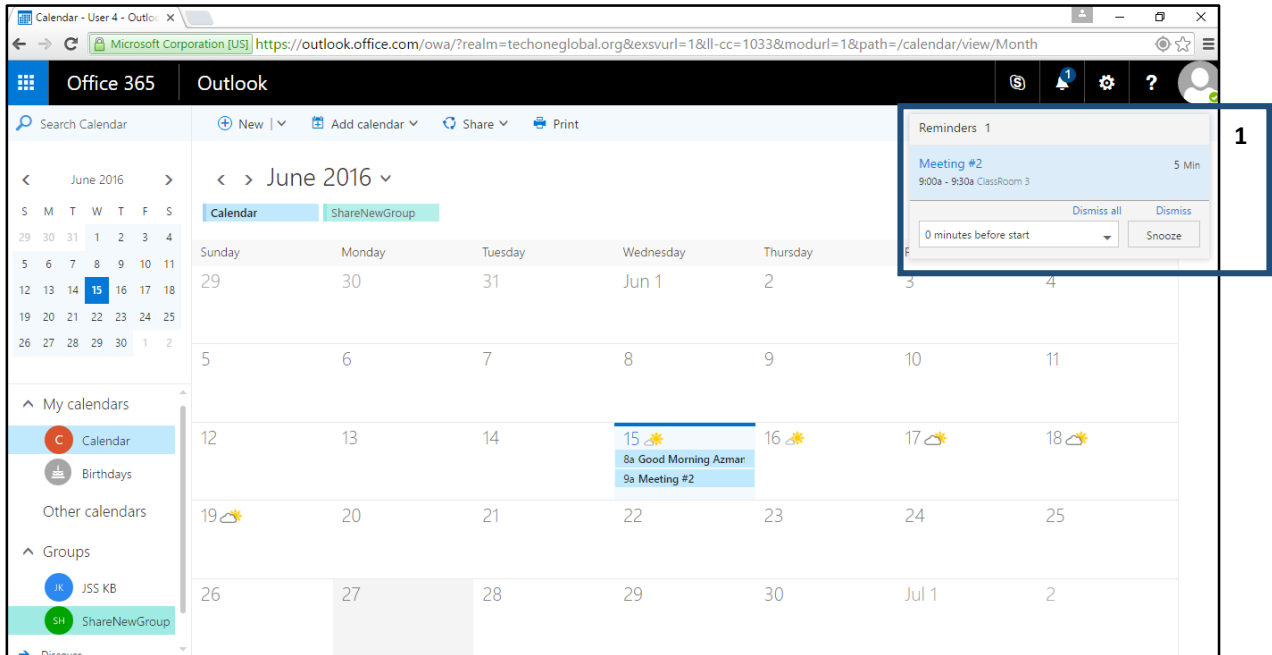 Calendar - User 4 - Outloo
Microsoft Corporation [US] https://outlook.office.com/owa/?realm=techoneglobal.org&exsvurl=1&ll-cc=1033&modurl=1&path=/calendar/view/Month
Office 365 Outlook 1 ?
Search Calendar New Add calendar Share Print
Reminders 1
1
Meeting #2 5 Min
9:00a - 9:30a ClassRoom 3
Dismiss all Dismiss
0 minutes before start Snooze
June 2016
S M T W T F S
29 30 31 1 2 3 4
5 6 7 8 9 10 11
12 13 14 15 16 17 18
19 20 21 22 23 24 25
26 27 28 29 30 1 2
My calendars
C Calendar
Birthdays
Other calendars
Groups
JK JSS KB
SH ShareNewGroup
Discover
June 2016
Calendar ShareNewGroup
Sunday Monday Tuesday Wednesday Thursday
29 30 31 Jun 1 2 3 4
5 6 7 8 9 10 11
12 13 14 15 16 17 18
8a Good Morning Azman
9a Meeting #2
19 20 21 22 23 24 25
26 27 28 29 30 Jul 1 2